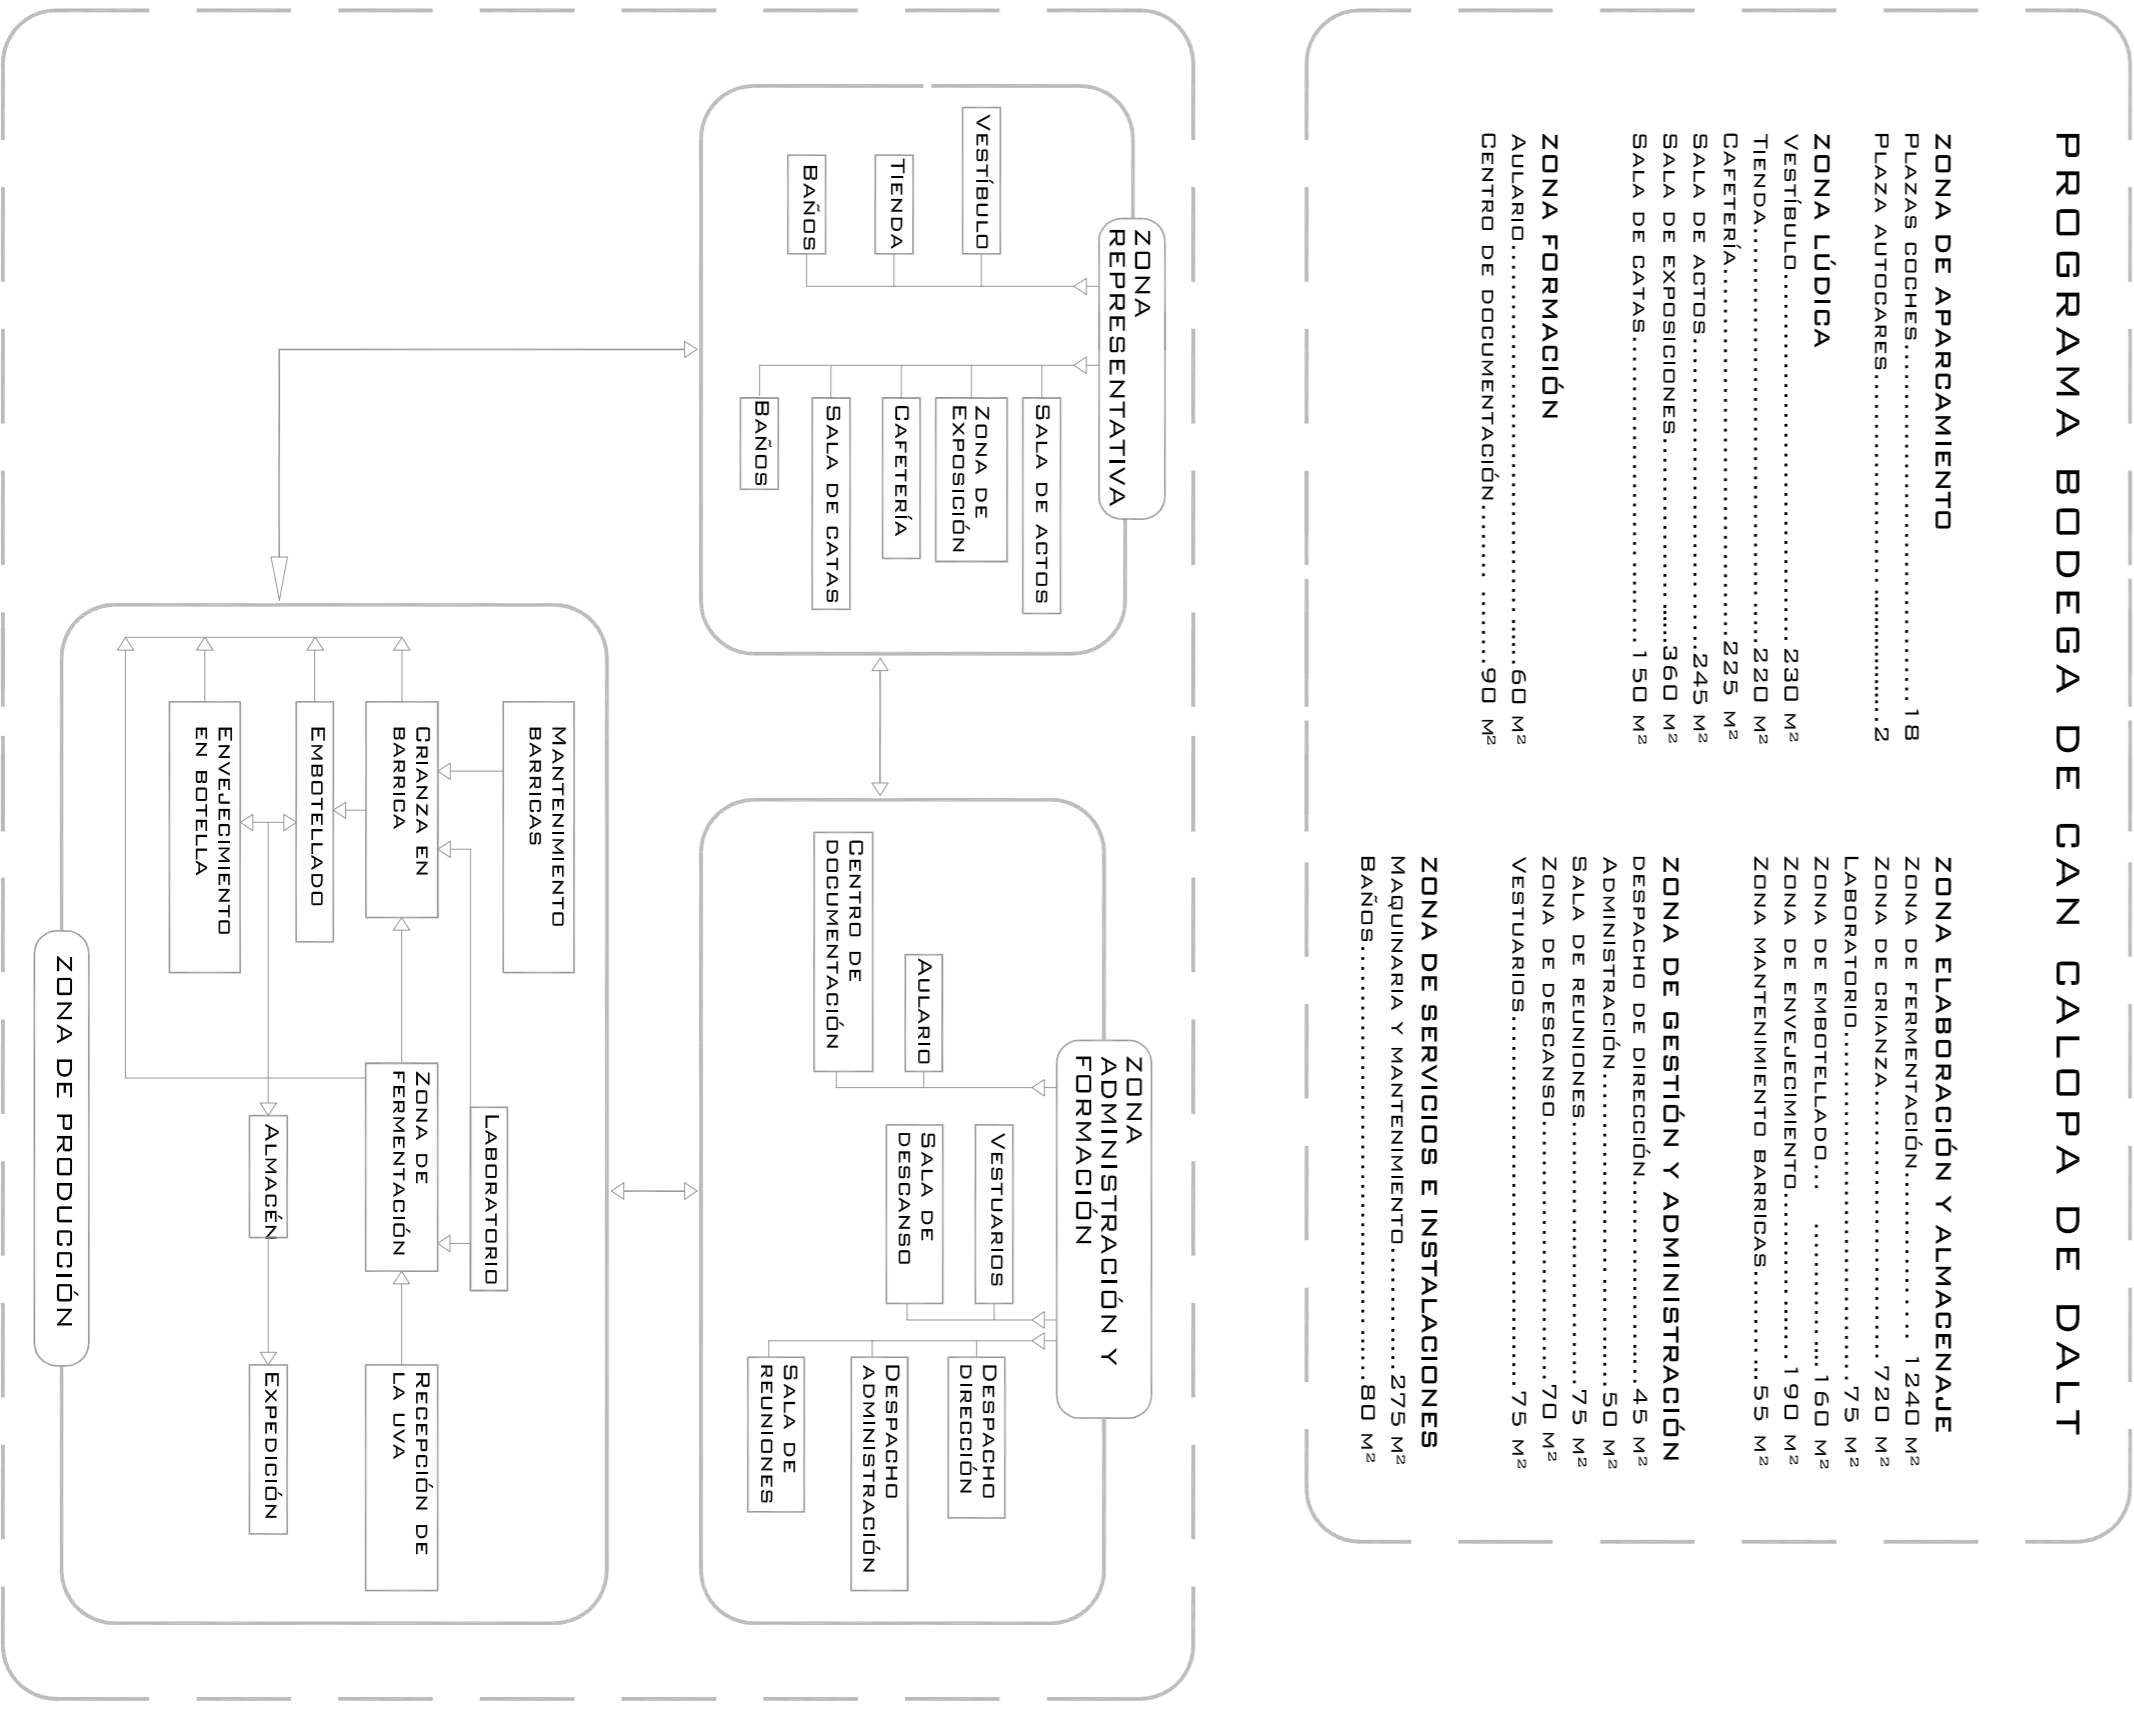 PROGRAMA BODEGA DE CAN CALOPA DE DALT
ZONA DE APARCAMIENTO
PLAZAS COCHES........................................18
PLAZA AUTOCARES........................................2
ZONA LÚDICA
VESTÍBULO........................................230 M²
TIENDA........................................220 M²
CAFETERÍA........................................225 M²
SALA DE ACTOS........................................245 M²
SALA DE EXPOSICIONES........................360 M²
SALA DE CATAS........................................150 M²
ZONA FORMACIÓN
AULARIO........................................60 M²
CENTRO DE DOCUMENTACIÓN........ ........90 M²
ZONA ELABORACIÓN Y ALMACENAJE
ZONA DE FERMENTACIÓN.................... 1240 M²
ZONA DE CRIANZA............................720 M²
LABORATORIO....................................75 M²
ZONA DE EMBOTELLADO... ...............160 M²
ZONA DE ENVEJECIMIENTO.................190 M²
ZONA MANTENIMIENTO BARRICAS...........55 M²
ZONA DE GESTIÓN Y ADMINISTRACIÓN
DESPACHO DE DIRECCIÓN....................45 M²
ADMINISTRACIÓN................................50 M²
SALA DE REUNIONES..........................75 M²
ZONA DE DESCANSO..........................70 M²
VESTUARIOS....................................75 M²
ZONA DE SERVICIOS E INSTALACIONES
MAQUINARIA Y MANTENIMIENTO.............275 M²
BAÑOS........................................80 M²
ZONA
REPRESENTATIVA
VESTÍBULO
TIENDA
BAÑOS
SALA DE ACTOS
ZONA DE
EXPOSICIÓN
CAFETERÍA
SALA DE CATAS
BAÑOS
ZONA
ADMINISTRACIÓN Y
FORMACIÓN
AULARIO
CENTRO DE
DOCUMENTACIÓN
VESTUARIOS
SALA DE
DESCANSO
DESPACHO
DIRECCIÓN
DESPACHO
ADMINISTRACIÓN
SALA DE
REUNIONES
MANTENIMIENTO
BARRICAS
LABORATORIO
CRIANZA EN
BARRICA
ZONA DE
FERMENTACIÓN
RECEPCIÓN DE
LA UVA
EMBOTELLADO
ALMACÉN
EXPEDICIÓN
ENVEJECIMIENTO
EN BOTELLA
ZONA DE PRODUCCIÓN